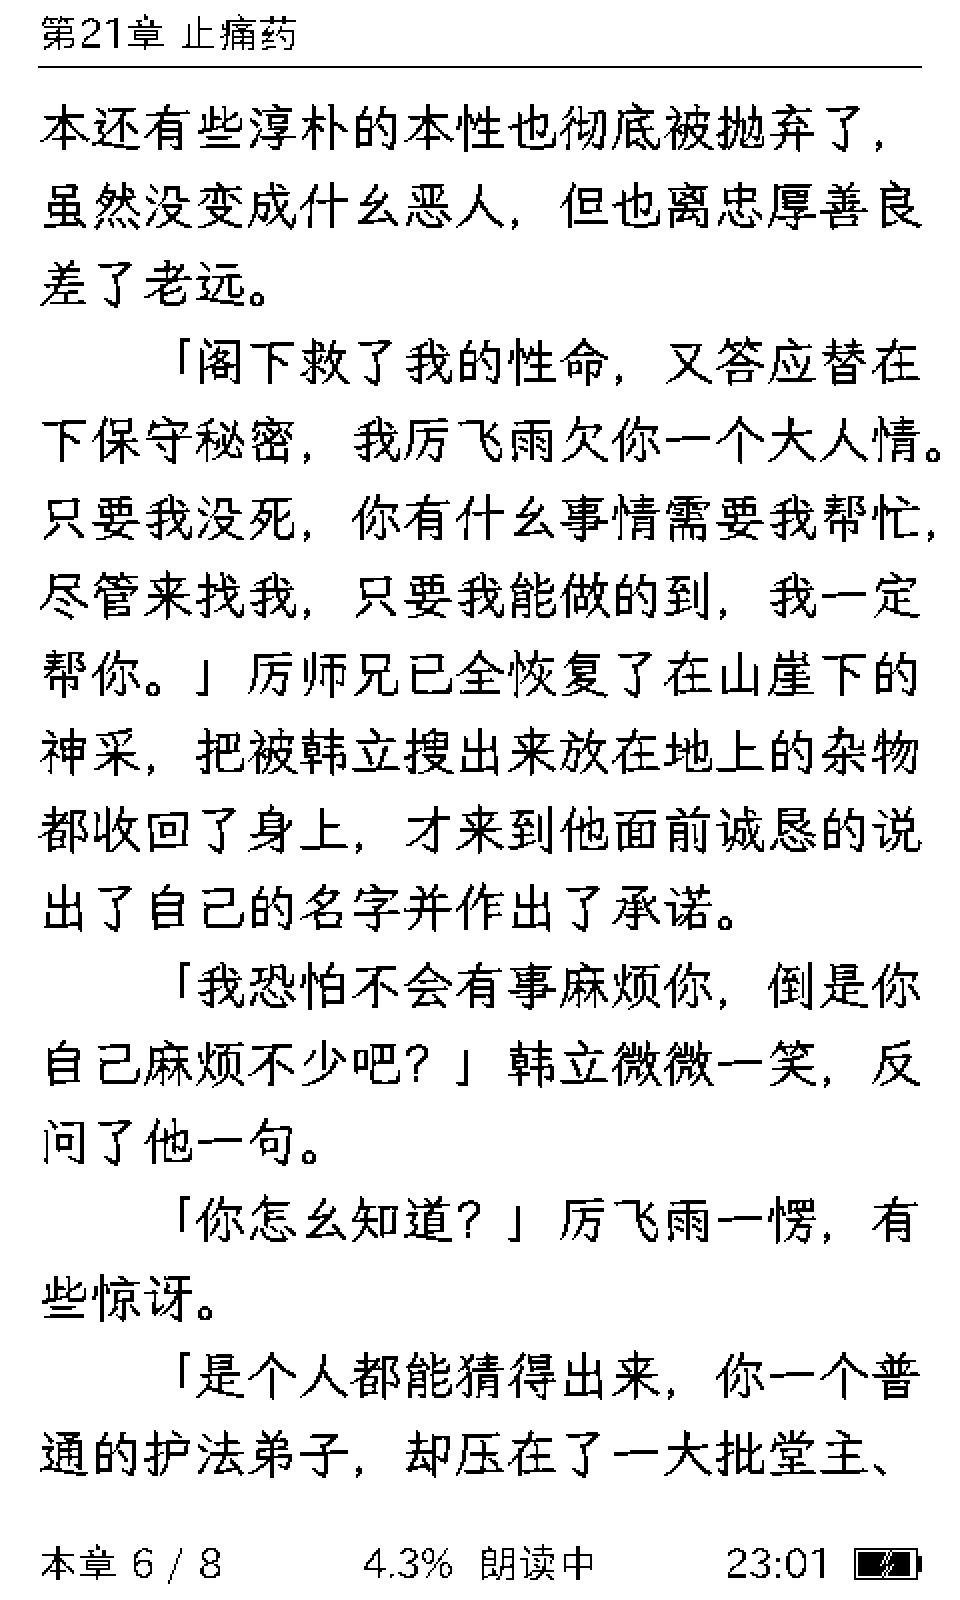 第21章 止痛药
本还有些淳朴的本性也彻底被抛弃了，
虽然没变成什么恶人，但也离忠厚善良
差了老远。
「阁下救了我的性命，又答应替在
下保守秘密，我厉飞雨欠你一个大人情。
只要我没死，你有什么事情需要我帮忙，
尽管来找我，只要我能做的到，我一定
帮你。」厉师兄已全恢复了在山崖下的
神采，把被韩立搜出来放在地上的杂物
都收回了身上，才来到他面前诚恳的说
出了自己的名字并作出了承诺。
「我恐怕不会有事麻烦你，倒是你
自己麻烦不少吧？」韩立微微一笑，反
问了他一句。
「你怎么知道？」厉飞雨一愣，有
些惊讶。
「是个人都能猜得出来，你一个普
通的护法弟子，却压在了一大批堂主、
本章 6 / 8 4.3% 朗读中 23:01